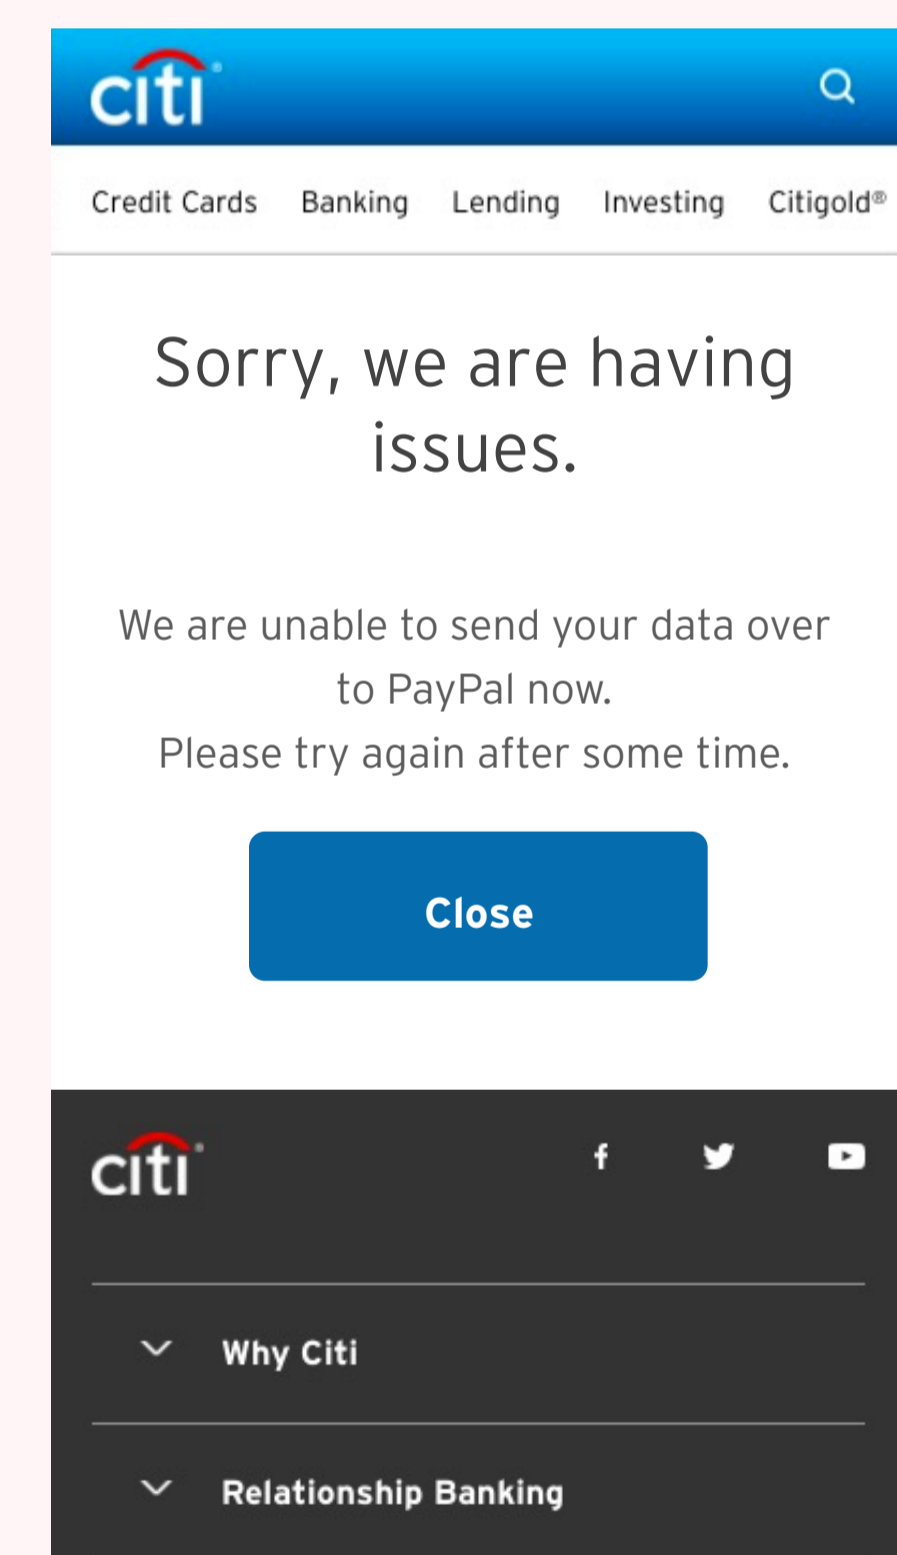 citi®
Credit Cards Banking Lending Investing Citigold®
Sorry, we are having
issues.
We are unable to send your data over
to PayPal now.
Please try again after some time.
Close
citi®
Why Citi
Relationship Banking